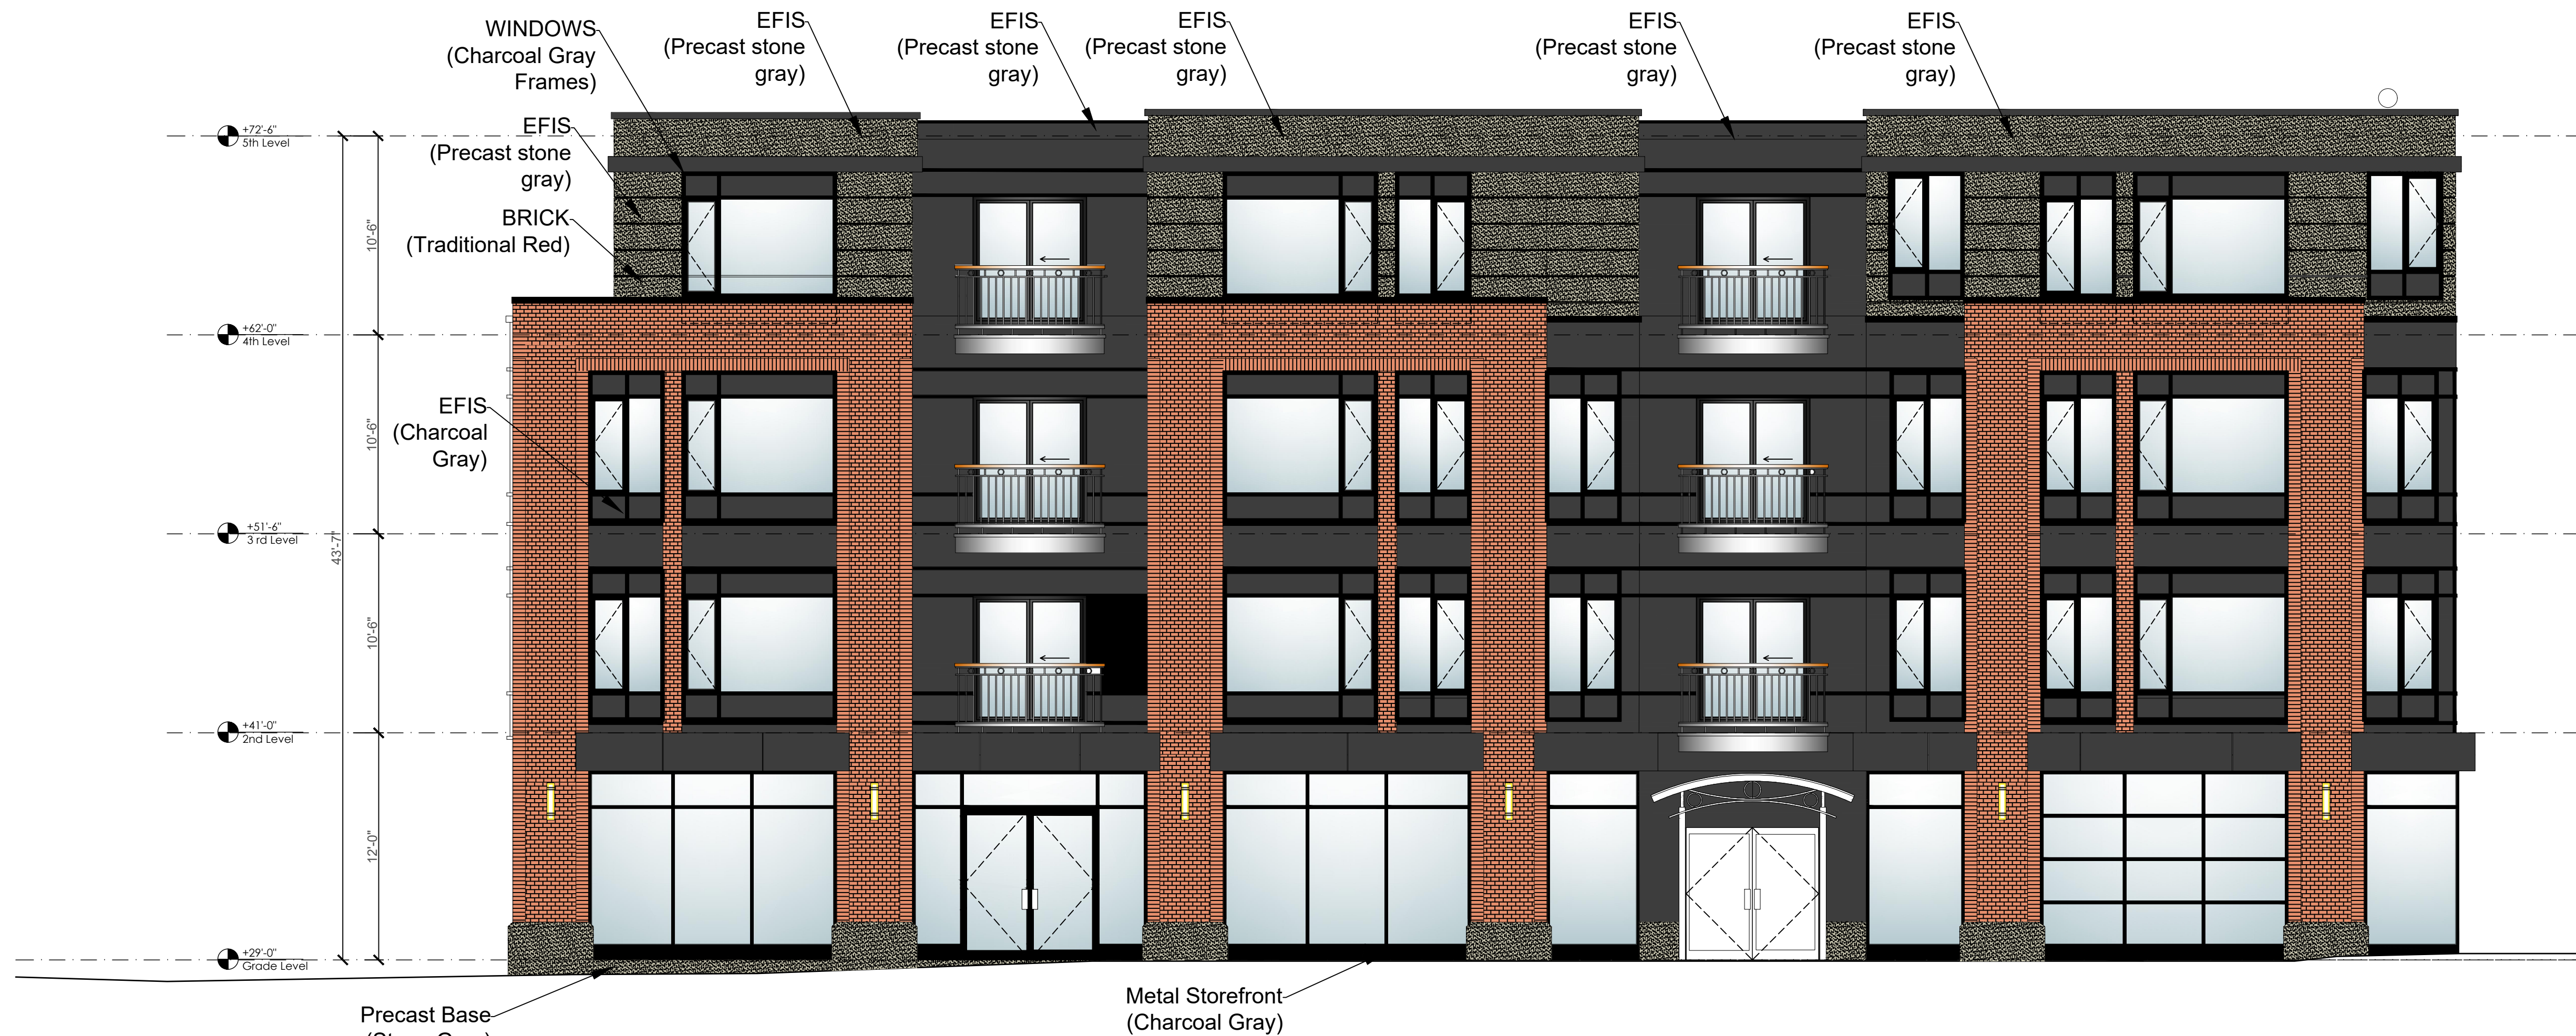 WINDOWS
(Charcoal Gray
Frames)
EFIS
(Precast stone
gray)
EFIS
(Precast stone
gray)
EFIS
(Precast stone
gray)
EFIS
(Precast stone
gray)
EFIS
(Precast stone
gray)
EFIS
(Precast stone
gray)
BRICK
(Traditional Red)
EFIS
(Charcoal
Gray)
+72'-6"
5th Level
+62'-0"
4th Level
+51'-6"
3 rd Level
+41'-0"
2nd Level
+29'-0"
Grade Level
43'-7"
10'-6"
10'-6"
10'-6"
12'-0"
Precast Base
Metal Storefront
(Charcoal Gray)